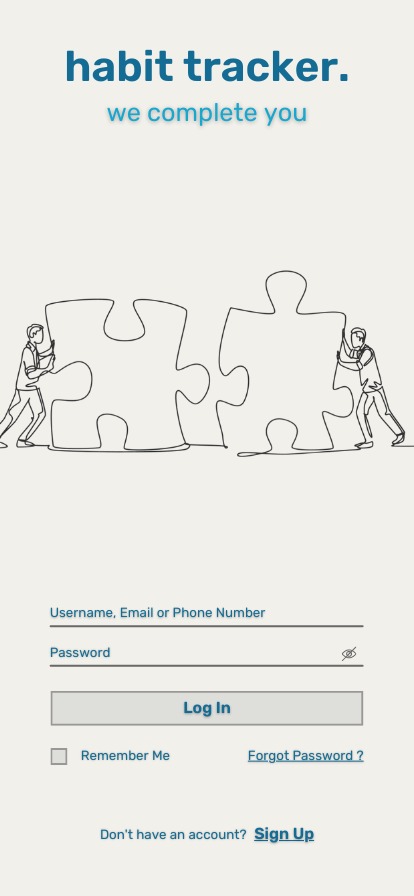 habit tracker.
we complete you
Username, Email or Phone Number
Password
Log In
Remember Me
Forgot Password ?
Don't have an account? Sign Up